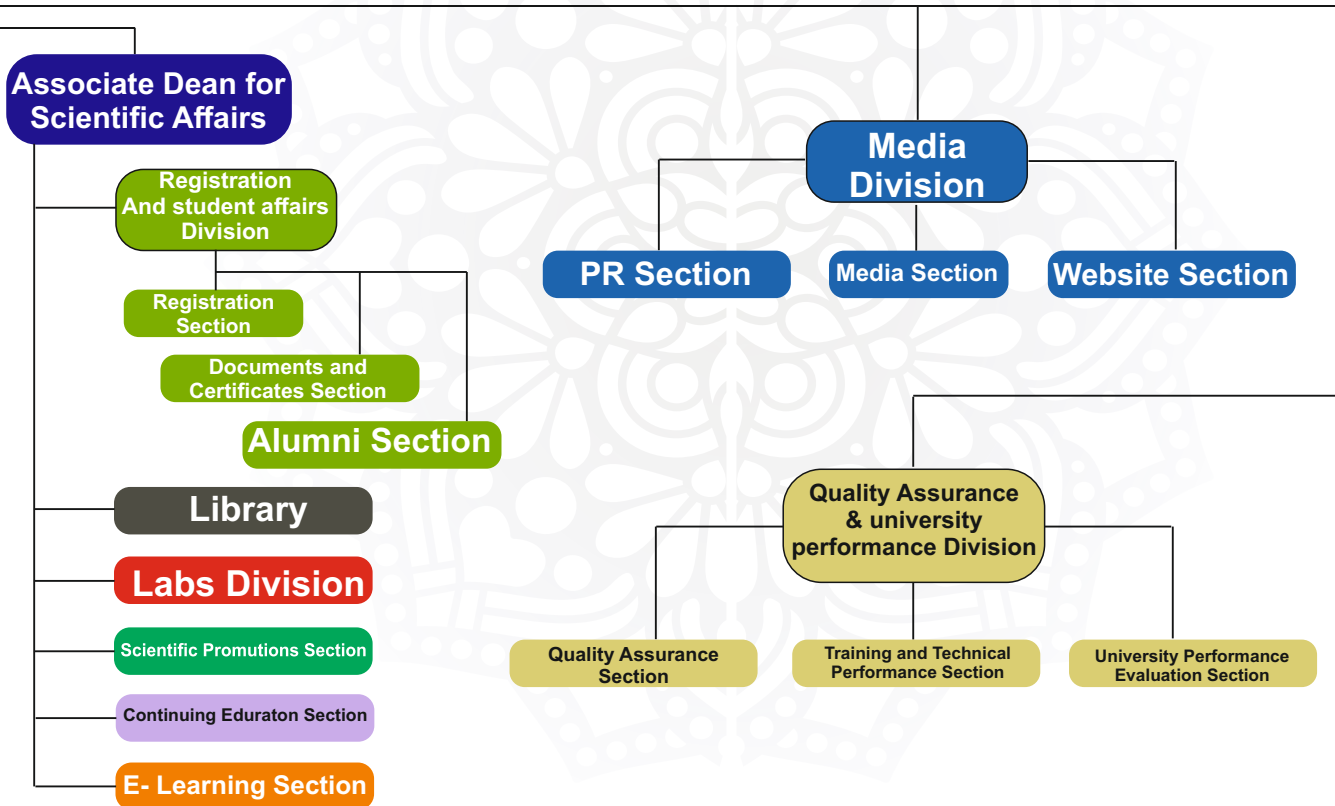 Associate Dean for
Scientific Affairs
Registration
And student affairs
Division
Registration
Section
Documents and
Certificates Section
Alumni Section
Library
Labs Division
Scientific Promutions Section
Continuing Eduraton Section
E- Learning Section
Media
Division
PR Section
Media Section
Website Section
Quality Assurance
& university
performance Division
Quality Assurance
Section
Training and Technical
Performance Section
University Performance
Evaluation Section